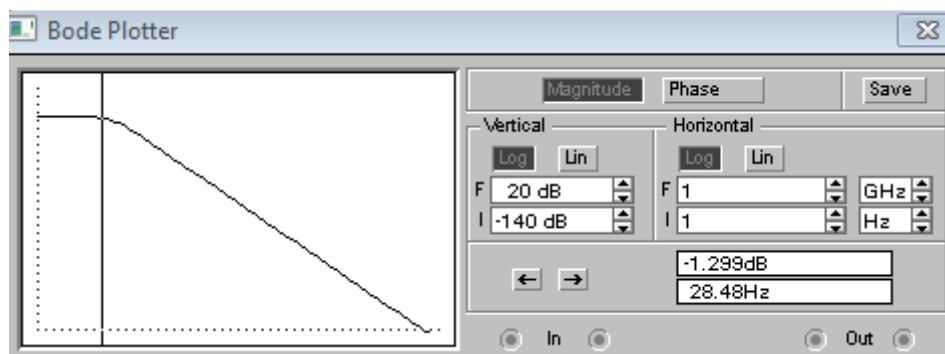 Bode Plotter
Magnitude Phase Save
Vertical Horizontal
Log Lin Log Lin
F 20 dB F 1 GHz
I -140 dB I 1 Hz
← → -1.299dB
28.48Hz
In Out